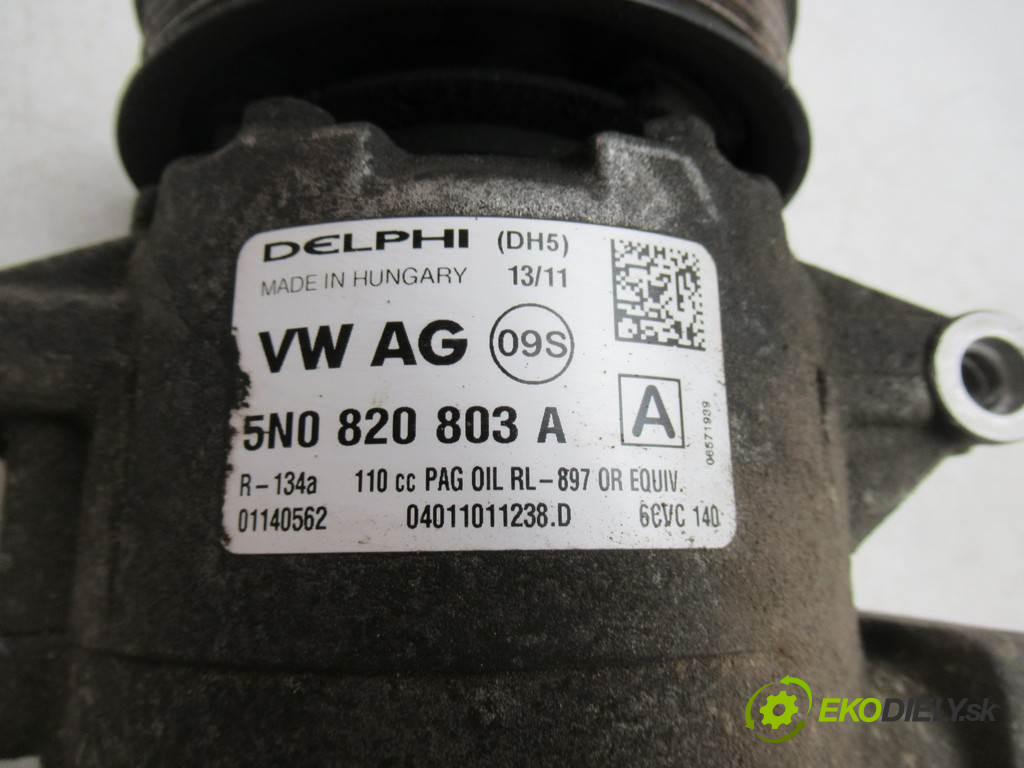 DELPHI (DH5)
MADE IN HUNGARY 13/11
VW AG 09S
5N0 820 803 A A
06571939
R-134a 110 cc PAG OIL RL-897 OR EQUIV.
01140562 04011011238.D 6CVC 140
EKODIELY.sk